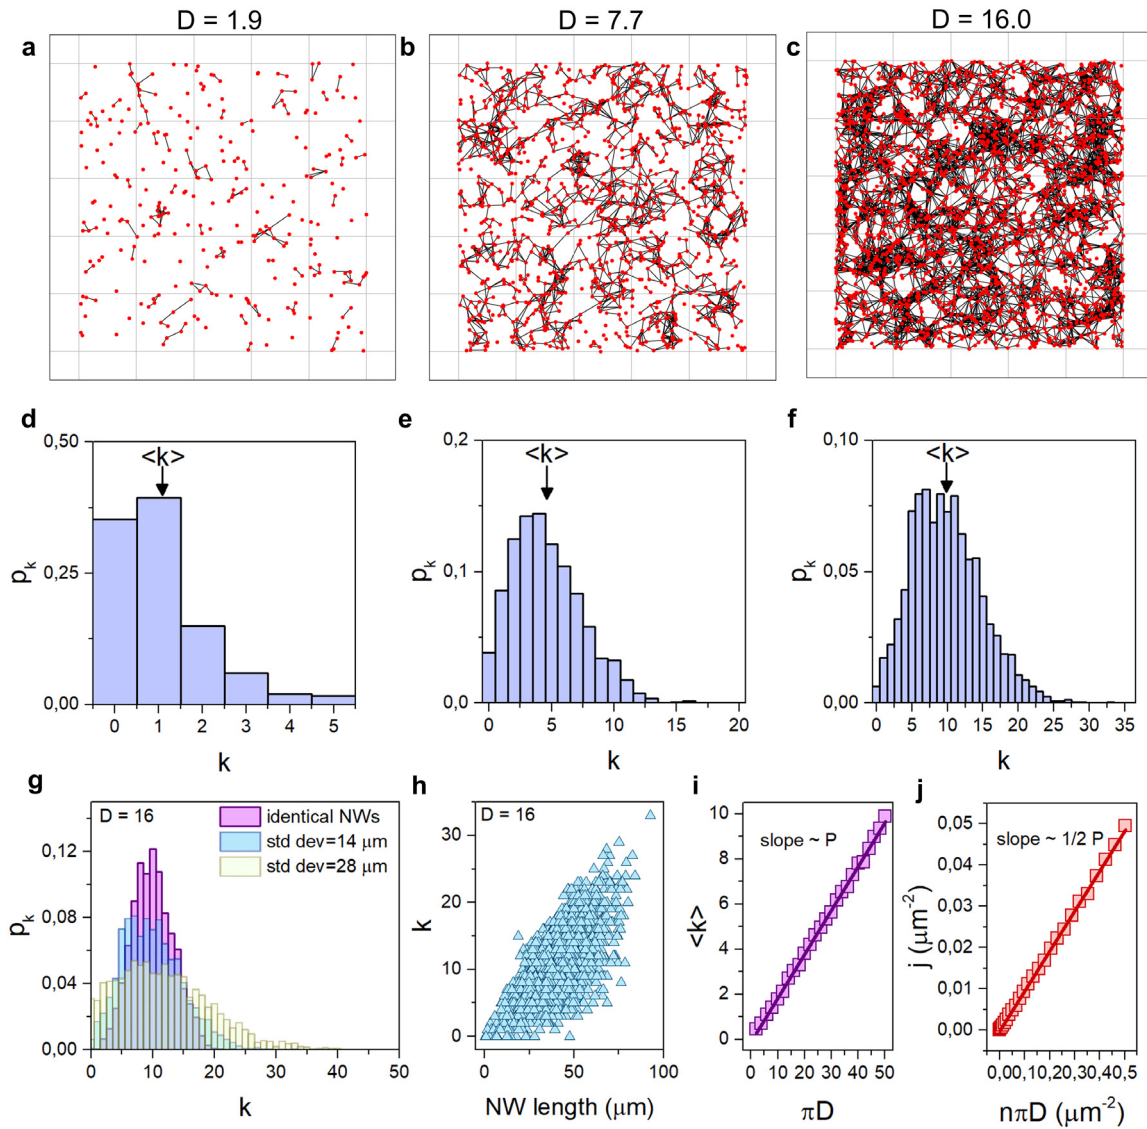 D = 1.9
D = 7.7
D = 16.0
a
b
c
d
0,50
0,25
0,00
<k>
p_k
0 1 2 3 4 5
k
e
0,2
0,1
0,0
<k>
p_k
0 5 10 15 20
k
f
0,10
0,05
0,00
<k>
p_k
0 5 10 15 20 25 30 35
k
g
D = 16
identical NWs
std dev=14 μm
std dev=28 μm
0,12
0,08
0,04
0,00
p_k
0 10 20 30 40 50
k
h
D = 16
30
20
10
0
k
0 50 100
NW length (μm)
i
slope ~ P
10
8
6
4
2
0
<k>
0 10 20 30 40 50
πD
j
slope ~ 1/2 P
0,05
0,04
0,03
0,02
0,01
0,00
j (μm⁻²)
0,00,10,20,30,40,5
nπD (μm⁻²)